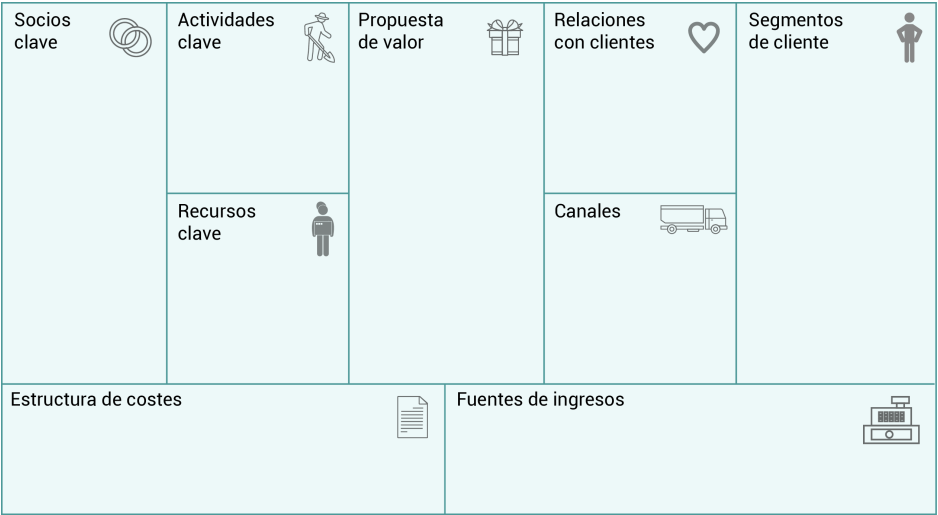 Socios
clave
Actividades
clave
Propuesta
de valor
Relaciones
con clientes
Segmentos
de cliente
Recursos
clave
Canales
Estructura de costes
Fuentes de ingresos